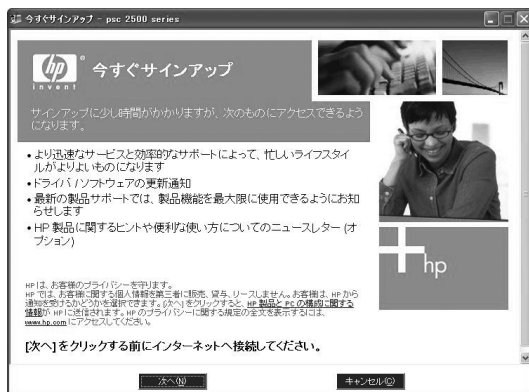 今すぐサインアップ - psc 2500 series
hp
invent
今すぐサインアップ
サインアップに少し時間がかかりますが、次のものにアクセスできるよう
になります。
• より迅速なサービスと効率的なサポートによって、忙しいライフスタイ
ルがよりよいものになります
• ドライバ / ソフトウェアの更新通知
• 最新の製品サポートでは、製品機能を最大限に使用できるようにお知
らせします
• HP 製品に関するヒントや便利な使い方についてのニュースレター (オ
プション)
hp
HP は、お客様のプライバシーを守ります。
HP では、お客様に関する個人情報を第三者に販売、貸与、リースしません。お客様は、HP から
通知を受けるかどうかを選択できます。[次へ] をクリックすると、HP 製品と PC の構成に関する
情報が HP に送信されます。HP のプライバシーに関する規定の全文を表示するには、
www.hp.com にアクセスしてください。
[次へ] をクリックする前にインターネットへ接続してください。
次へ(N)
キャンセル(C)